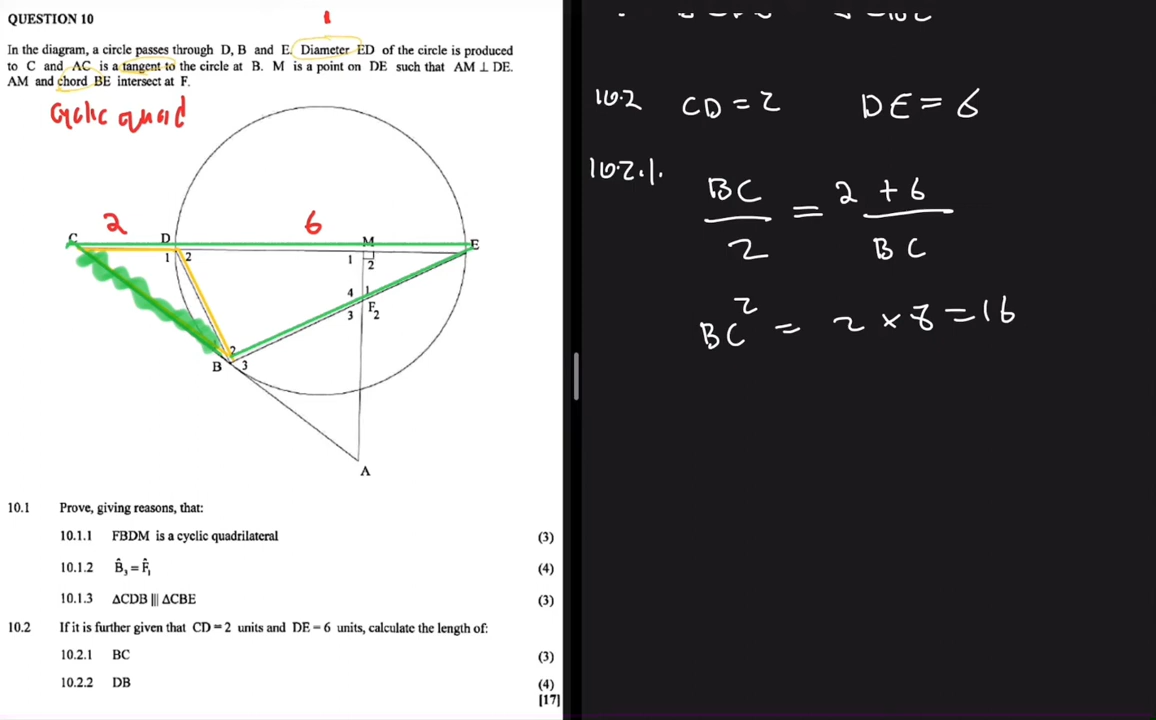 QUESTION 10
In the diagram, a circle passes through D, B and E. Diameter ED of the circle is produced
to C and AC is a tangent to the circle at B. M is a point on DE such that AM ⊥ DE.
AM and chord BE intersect at F.
cyclic quad
C
2
D
6
M
E
1
2
1
2
4
1
3
F
2
2
B
3
A
10.1 Prove, giving reasons, that:
10.1.1 FBDM is a cyclic quadrilateral (3)
10.1.2 B̂₃ = F̂₁ (4)
10.1.3 ΔCDB ||| ΔCBE (3)
10.2 If it is further given that CD = 2 units and DE = 6 units, calculate the length of:
10.2.1 BC (3)
10.2.2 DB (4)
[17]
10.2 CD = 2 DE = 6
10.2.1. BC/2 = 2 + 6/BC
BC² = 2 × 8 = 16